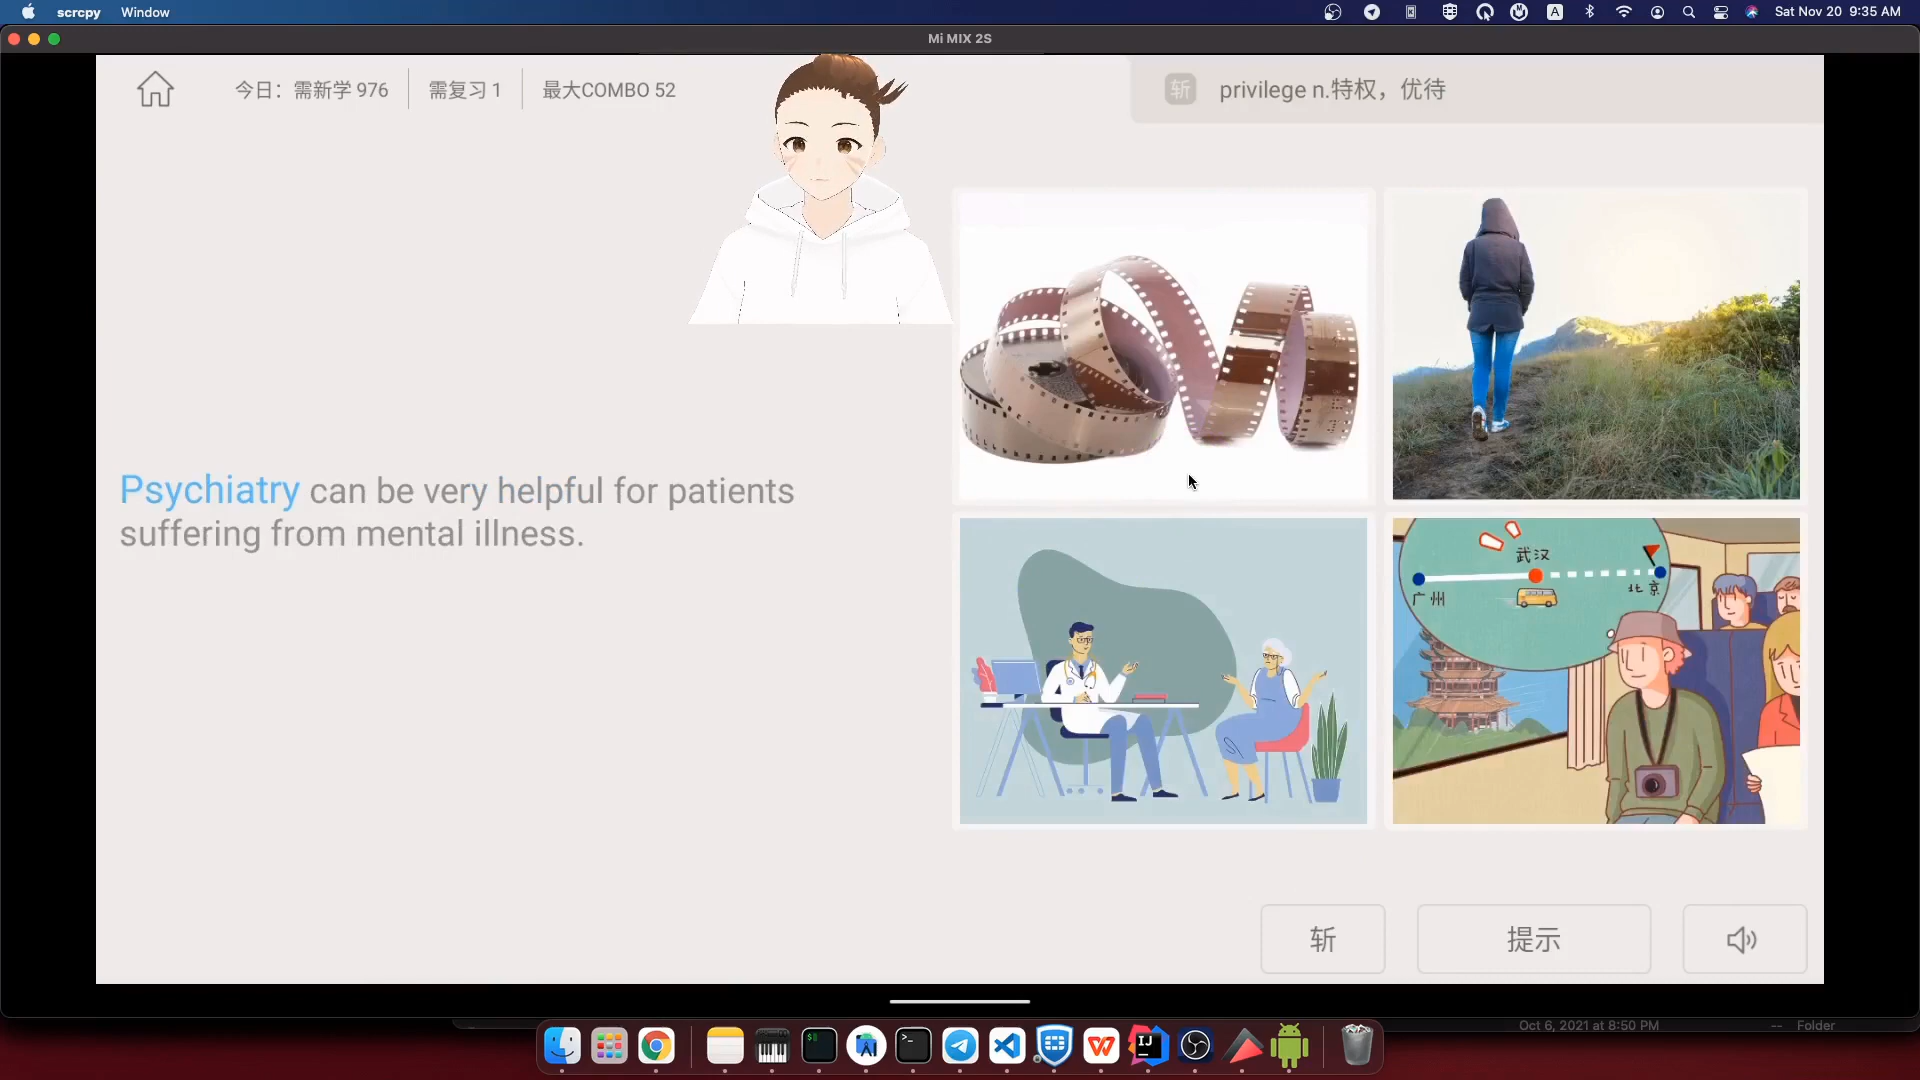 scrcpy Window
A
Sat Nov 20 9:35 AM
Mi MIX 2S
今日：需新学 976
需复习 1
最大COMBO 52
斩 privilege n.特权，优待
Psychiatry can be very helpful for patients
suffering from mental illness.
武汉
广州
北京
斩
提示
Oct 6, 2021 at 8:50 PM
-- Folder
IJ